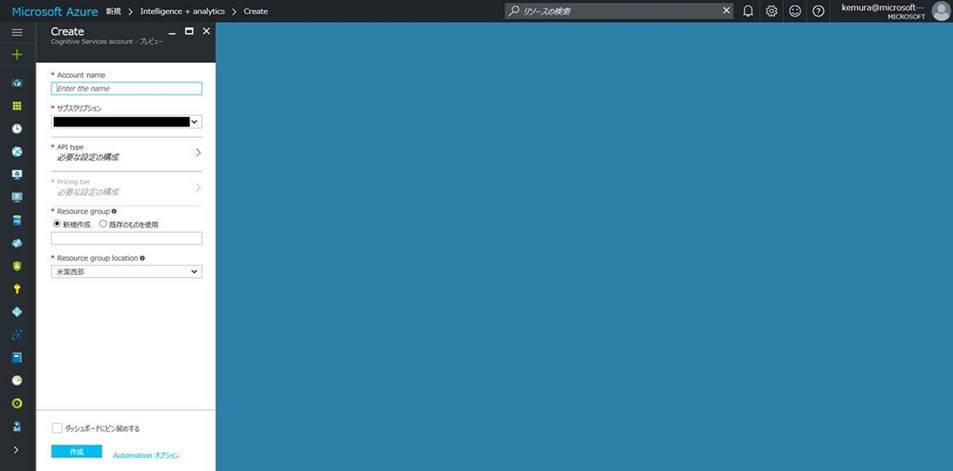 Microsoft Azure 新規 > Intelligence + analytics > Create
リソースの検索
kemura@microsoft…
MICROSOFT
Create
Cognitive Services account - プレビュー
* Account name
Enter the name
* サブスクリプション
* API type
必要な設定の構成
* Pricing tier
必要な設定の構成
* Resource group
新規作成 既存のものを使用
* Resource group location
米国西部
ダッシュボードにピン留めする
作成 Automation オプション